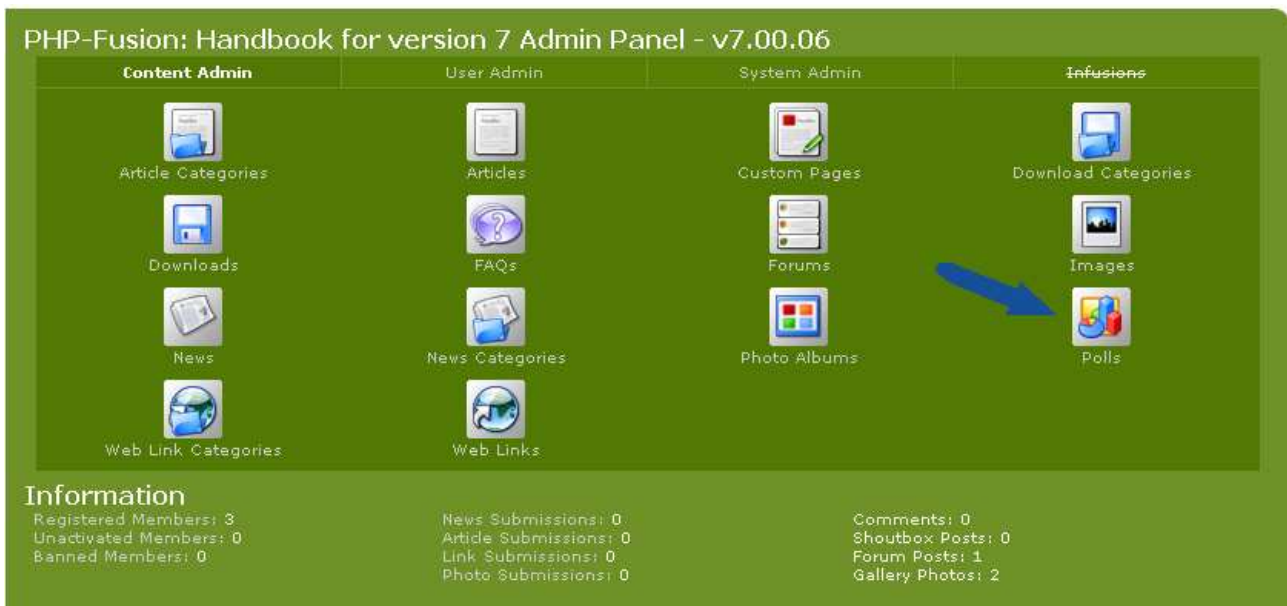 PHP-Fusion: Handbook for version 7 Admin Panel - v7.00.06
Content Admin User Admin System Admin Infusions
Article Categories Articles Custom Pages Download Categories
Downloads FAQs Forums Images
News News Categories Photo Albums Polls
Web Link Categories Web Links
Information
Registered Members: 3 News Submissions: 0 Comments: 0
Unactivated Members: 0 Article Submissions: 0 Shoutbox Posts: 0
Banned Members: 0 Link Submissions: 0 Forum Posts: 1
Photo Submissions: 0 Gallery Photos: 2